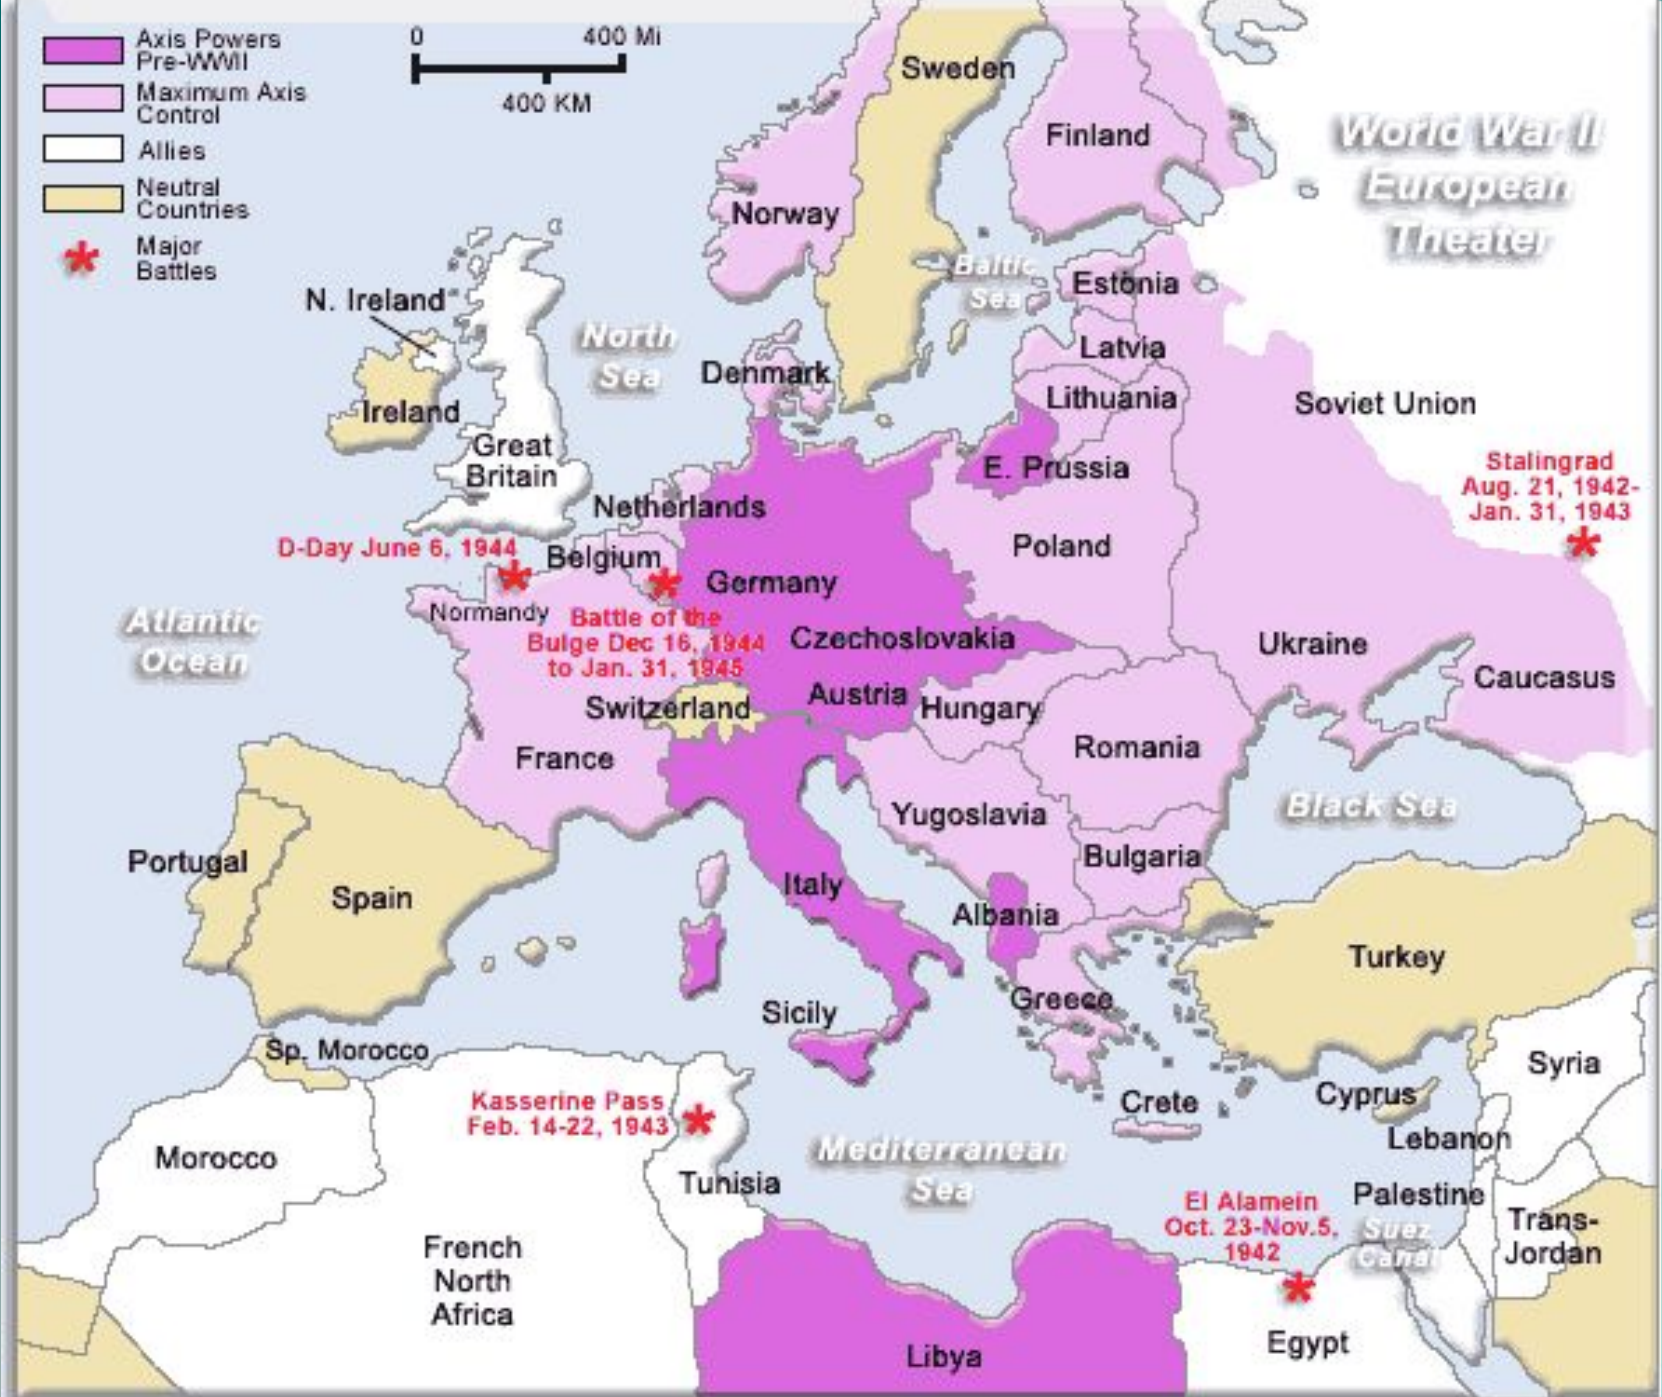 Axis Powers
Pre-WWII
Maximum Axis
Control
Allies
Neutral
Countries
Major
Battles
0 400 Mi
400 KM
World War II
European
Theater
Sweden
Finland
Norway
Baltic
Sea
Estonia
N. Ireland
North
Sea
Latvia
Denmark
Lithuania
Soviet Union
Ireland
Great
Britain
E. Prussia
Stalingrad
Aug. 21, 1942-
Jan. 31, 1943
Netherlands
D-Day June 6, 1944
Belgium
Poland
Germany
Normandy
Battle of the
Bulge Dec 16, 1944
to Jan. 31, 1945
Atlantic
Ocean
Czechoslovakia
Ukraine
Caucasus
Switzerland
Austria
Hungary
France
Romania
Yugoslavia
Black Sea
Portugal
Spain
Bulgaria
Italy
Albania
Turkey
Greece
Sicily
Sp. Morocco
Syria
Kasserine Pass
Feb. 14-22, 1943
Crete
Cyprus
Lebanon
Morocco
Mediterranean
Sea
Tunisia
Palestine
El Alamein
Oct. 23-Nov.5,
1942
Suez
Canal
Trans-
Jordan
French
North
Africa
Libya
Egypt